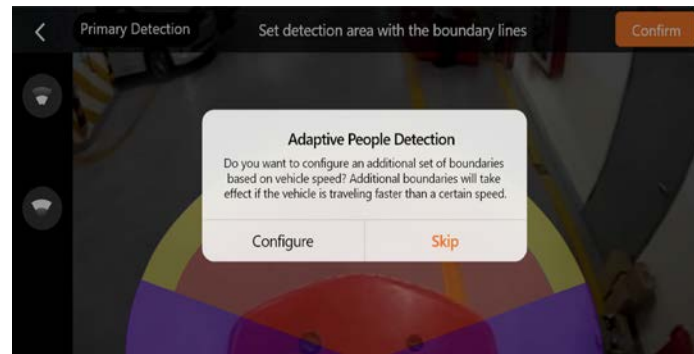 Primary Detection
Set detection area with the boundary lines
Confirm
Adaptive People Detection
Do you want to configure an additional set of boundaries
based on vehicle speed? Additional boundaries will take
effect if the vehicle is traveling faster than a certain speed.
Configure
Skip